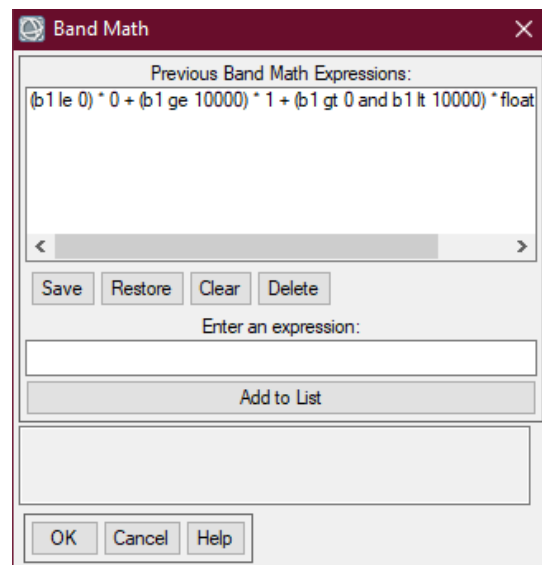 Band Math
Previous Band Math Expressions:
(b1 le 0) * 0 + (b1 ge 10000) * 1 + (b1 gt 0 and b1 lt 10000) * float
Save Restore Clear Delete
Enter an expression:
Add to List
OK Cancel Help